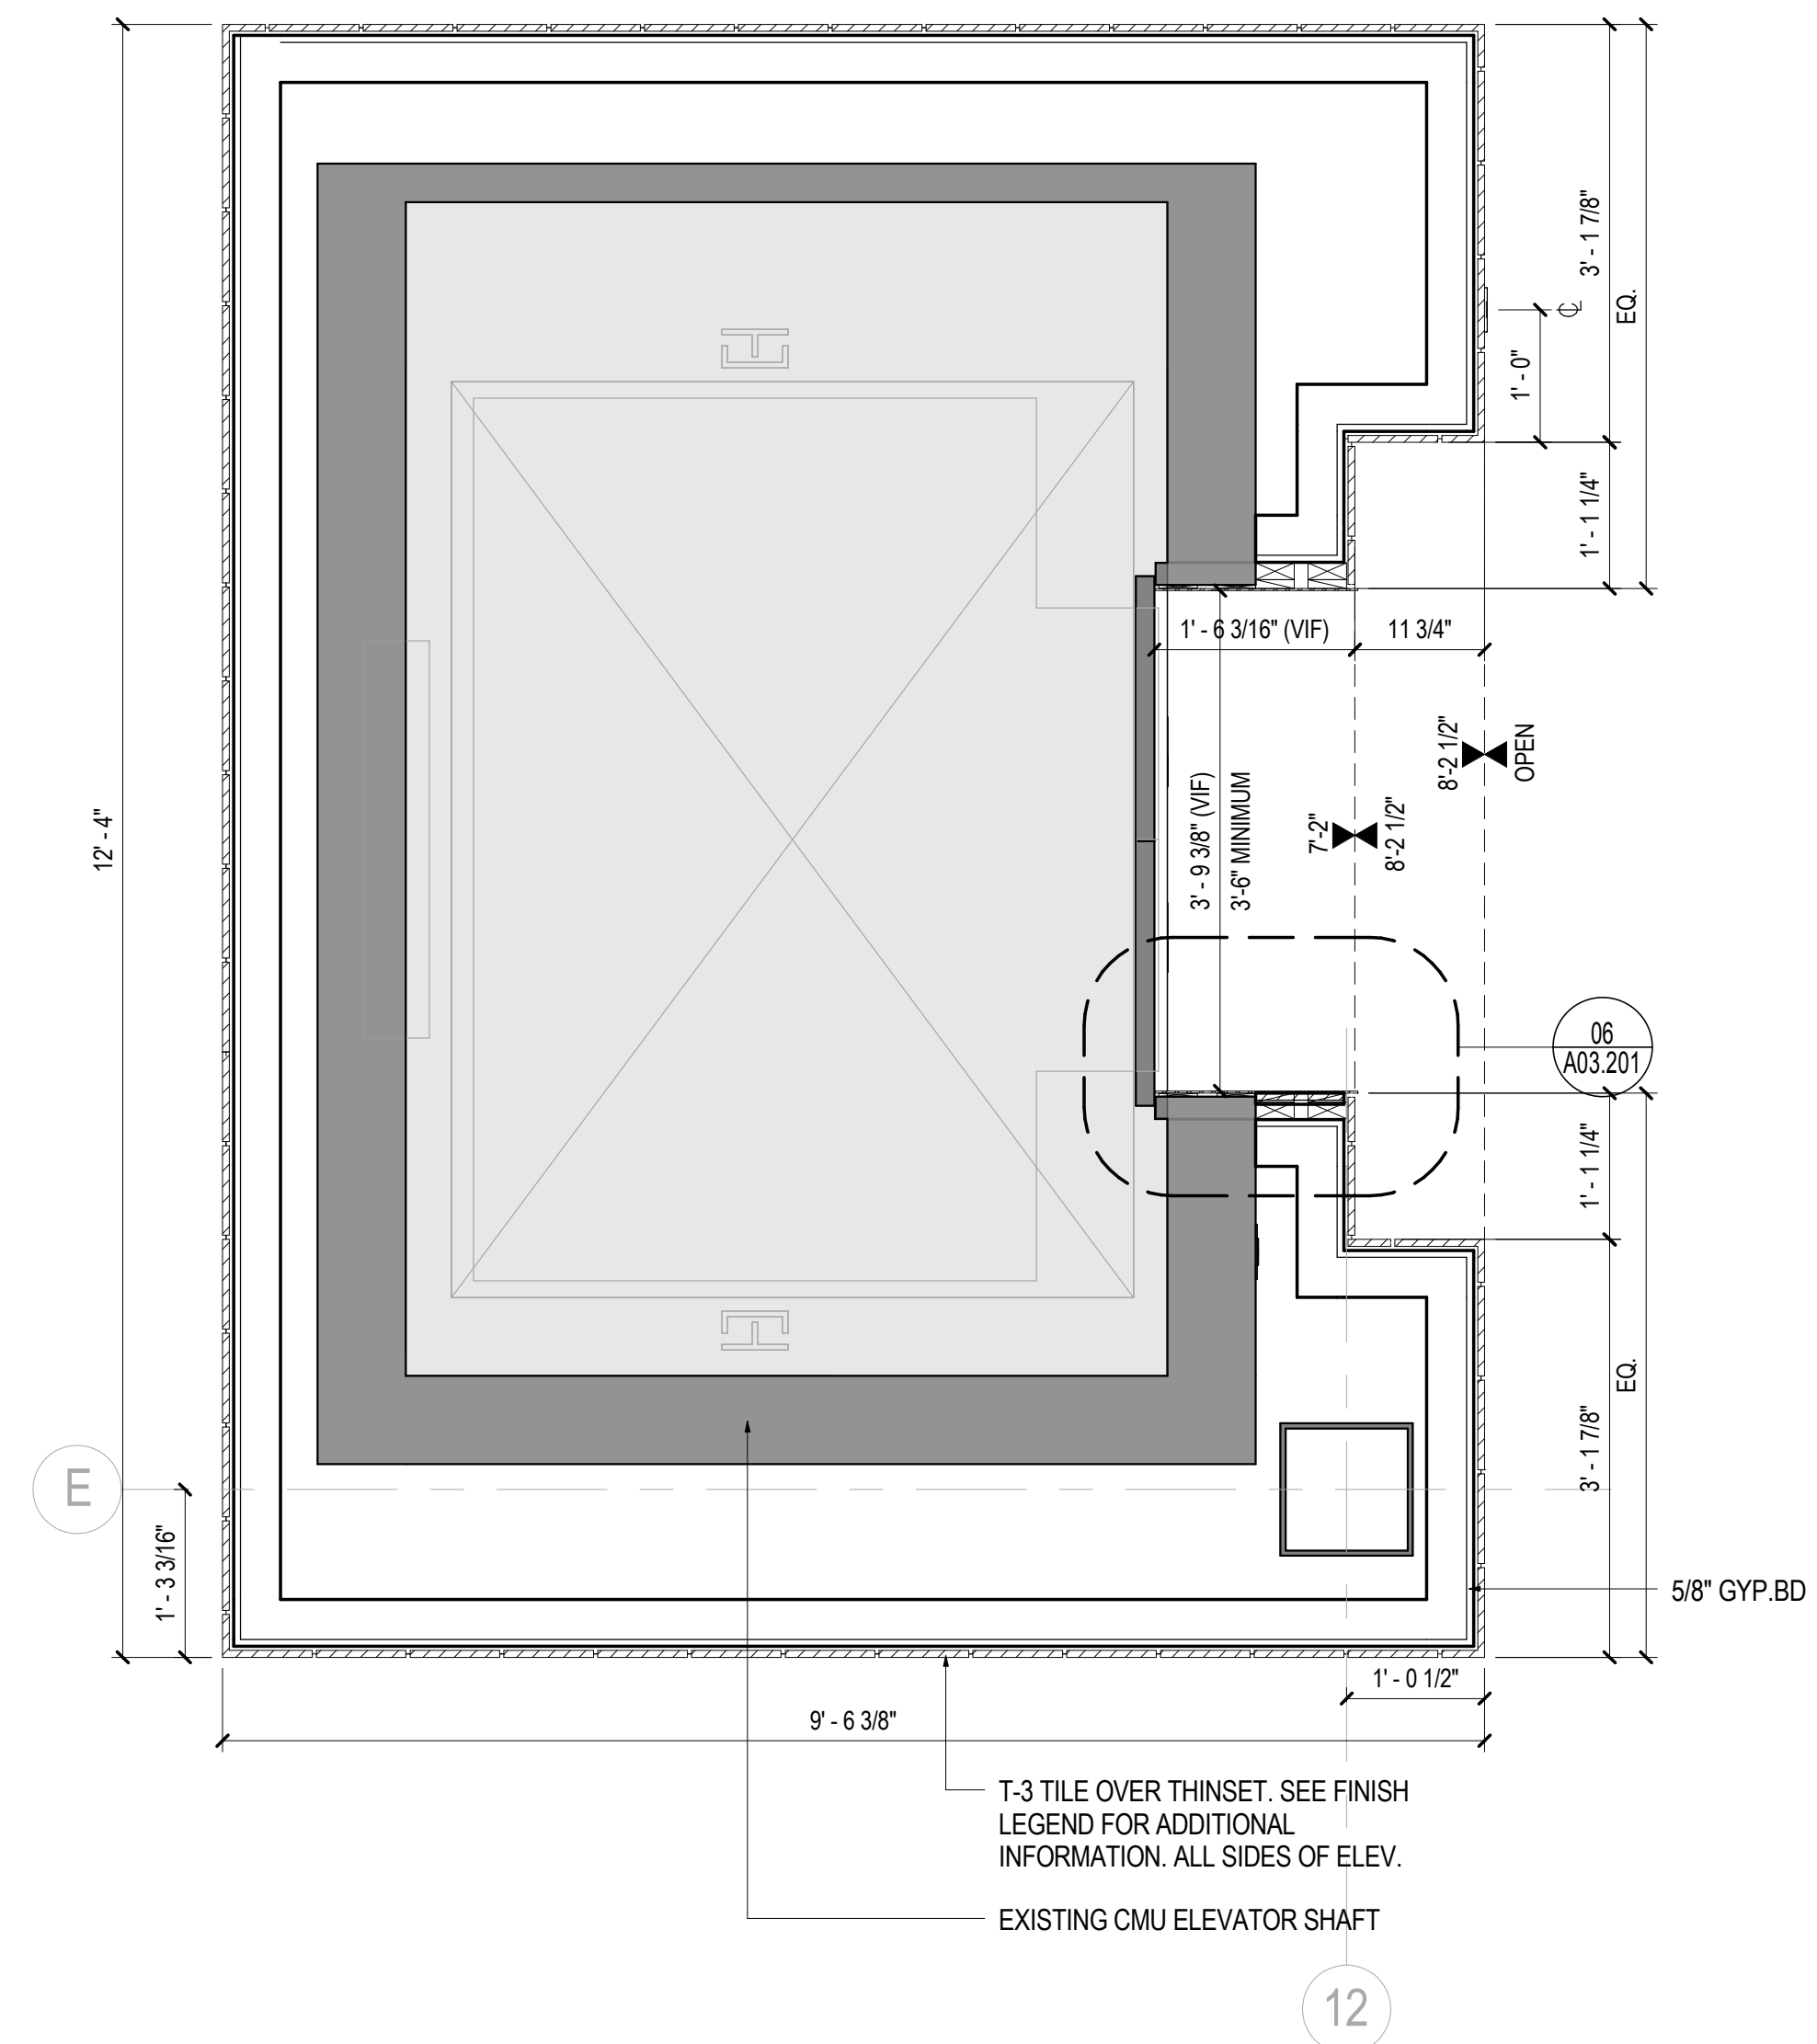 12' - 4"
3' - 1 7/8"
EQ.
1' - 0"
1' - 1 1/4"
1' - 6 3/16" (VIF)
11 3/4"
8'-2 1/2"
OPEN
7'-2"
8'-2 1/2"
3' - 9 3/8" (VIF)
3'-6" MINIMUM
06
A03.201
1' - 1 1/4"
EQ.
3' - 1 7/8"
E
1' - 3 3/16"
5/8" GYP.BD
1' - 0 1/2"
9' - 6 3/8"
T-3 TILE OVER THINSET. SEE FINISH
LEGEND FOR ADDITIONAL
INFORMATION. ALL SIDES OF ELEV.
EXISTING CMU ELEVATOR SHAFT
12